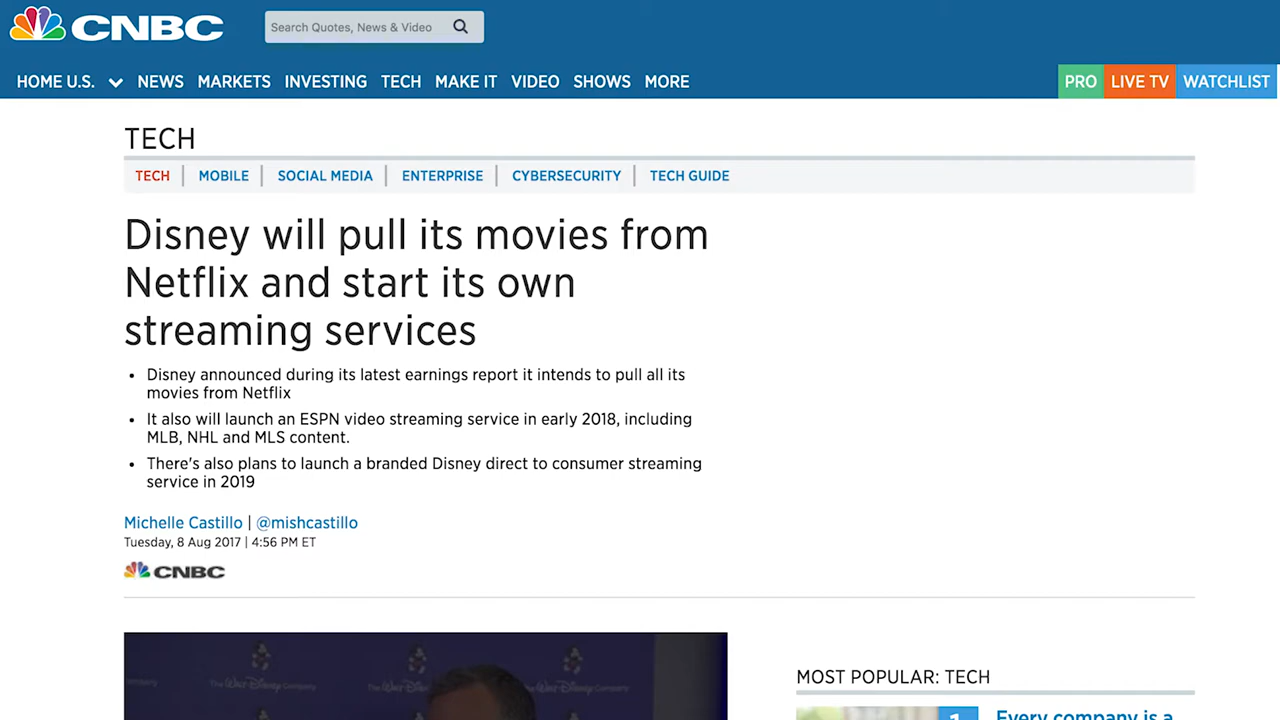 CNBC
Search Quotes, News & Video
HOME U.S. NEWS MARKETS INVESTING TECH MAKE IT VIDEO SHOWS MORE PRO LIVE TV WATCHLIST
TECH
TECH | MOBILE | SOCIAL MEDIA | ENTERPRISE | CYBERSECURITY | TECH GUIDE
Disney will pull its movies from
Netflix and start its own
streaming services
• Disney announced during its latest earnings report it intends to pull all its
movies from Netflix
• It also will launch an ESPN video streaming service in early 2018, including
MLB, NHL and MLS content.
• There's also plans to launch a branded Disney direct to consumer streaming
service in 2019
Michelle Castillo | @mishcastillo
Tuesday, 8 Aug 2017 | 4:56 PM ET
CNBC
The Walt Disney Company
MOST POPULAR: TECH
1 Every company is a